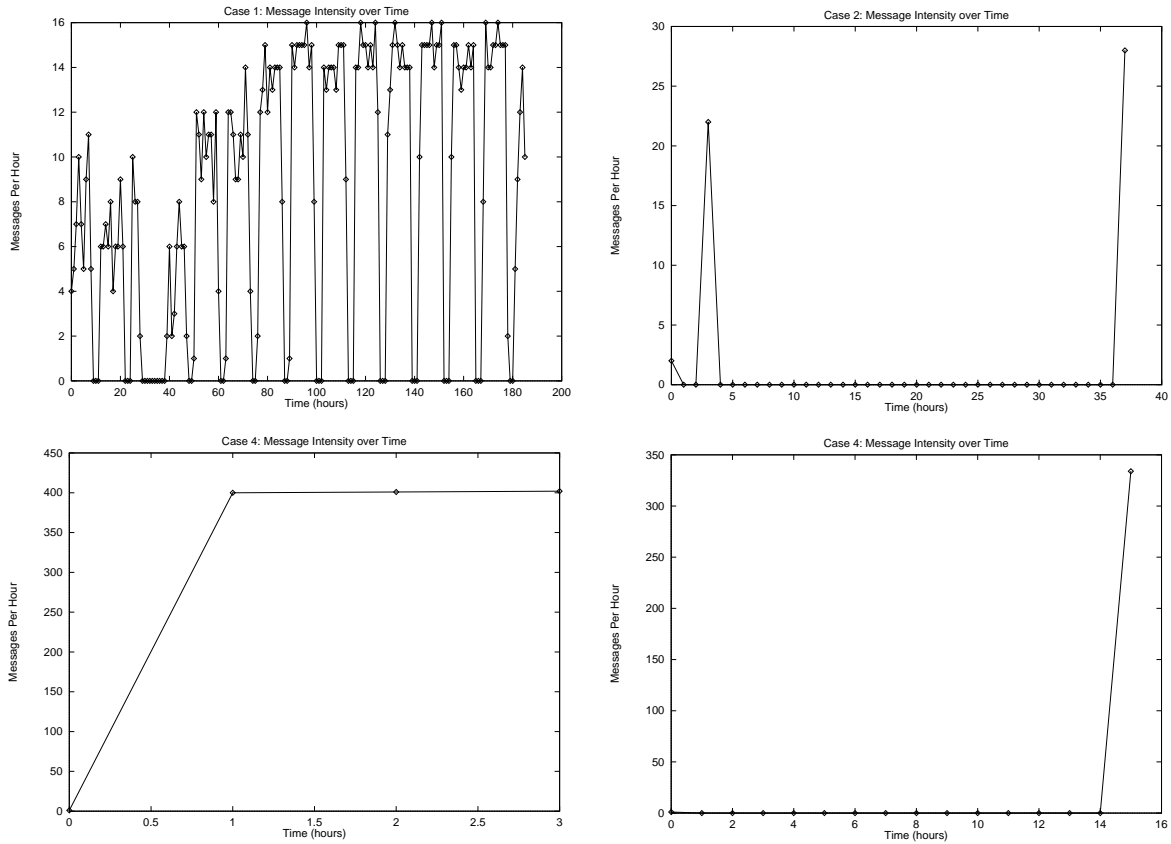 Case 1: Message Intensity over Time
16
14
12
10
8
6
4
2
0
Messages Per Hour
0 20 40 60 80 100 120 140 160 180 200
Time (hours)
Case 2: Message Intensity over Time
30
25
20
15
10
5
0
Messages Per Hour
0 5 10 15 20 25 30 35 40
Time (hours)
Case 4: Message Intensity over Time
450
400
350
300
250
200
150
100
50
0
Messages Per Hour
0 0.5 1 1.5 2 2.5 3
Time (hours)
Case 4: Message Intensity over Time
350
300
250
200
150
100
50
0
Messages Per Hour
0 2 4 6 8 10 12 14 16
Time (hours)